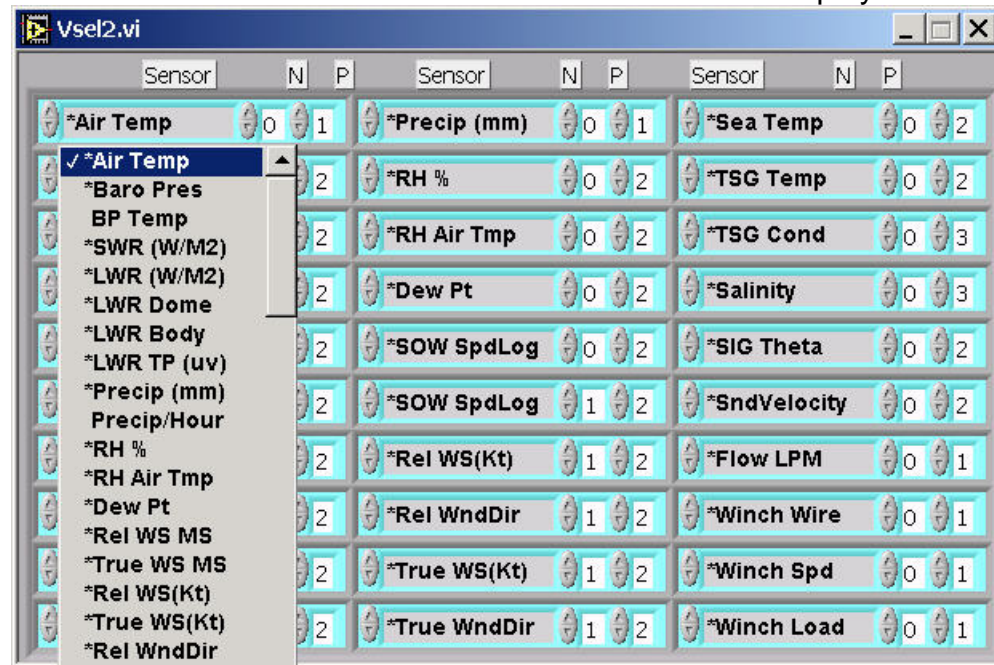 play
Vsel2.vi
Sensor N P Sensor N P Sensor N P
*Air Temp 0 1 *Precip (mm) 0 1 *Sea Temp 0 2
✓ *Air Temp 2 *RH % 0 2 *TSG Temp 0 2
*Baro Pres
BP Temp 2 *RH Air Tmp 0 2 *TSG Cond 0 3
*SWR (W/M2)
*LWR (W/M2) 2 *Dew Pt 0 2 *Salinity 0 3
*LWR Dome
*LWR Body 2 *SOW SpdLog 0 2 *SIG Theta 0 2
*LWR TP (uv)
*Precip (mm) 2 *SOW SpdLog 1 2 *SndVelocity 0 2
Precip/Hour
*RH % 2 *Rel WS(Kt) 1 2 *Flow LPM 0 1
*RH Air Tmp
*Dew Pt 2 *Rel WndDir 1 2 *Winch Wire 0 1
*Rel WS MS
*True WS MS 2 *True WS(Kt) 1 2 *Winch Spd 0 1
*Rel WS(Kt)
*True WS(Kt) 2 *True WndDir 1 2 *Winch Load 0 1
*Rel WndDir